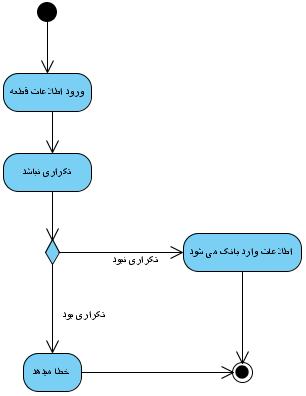 ورود اطلاعات قطعه
تکراری نباشد
اطلاعات وارد بانک می شود
تکراری نبود
تکراری بود
خطا میدهد